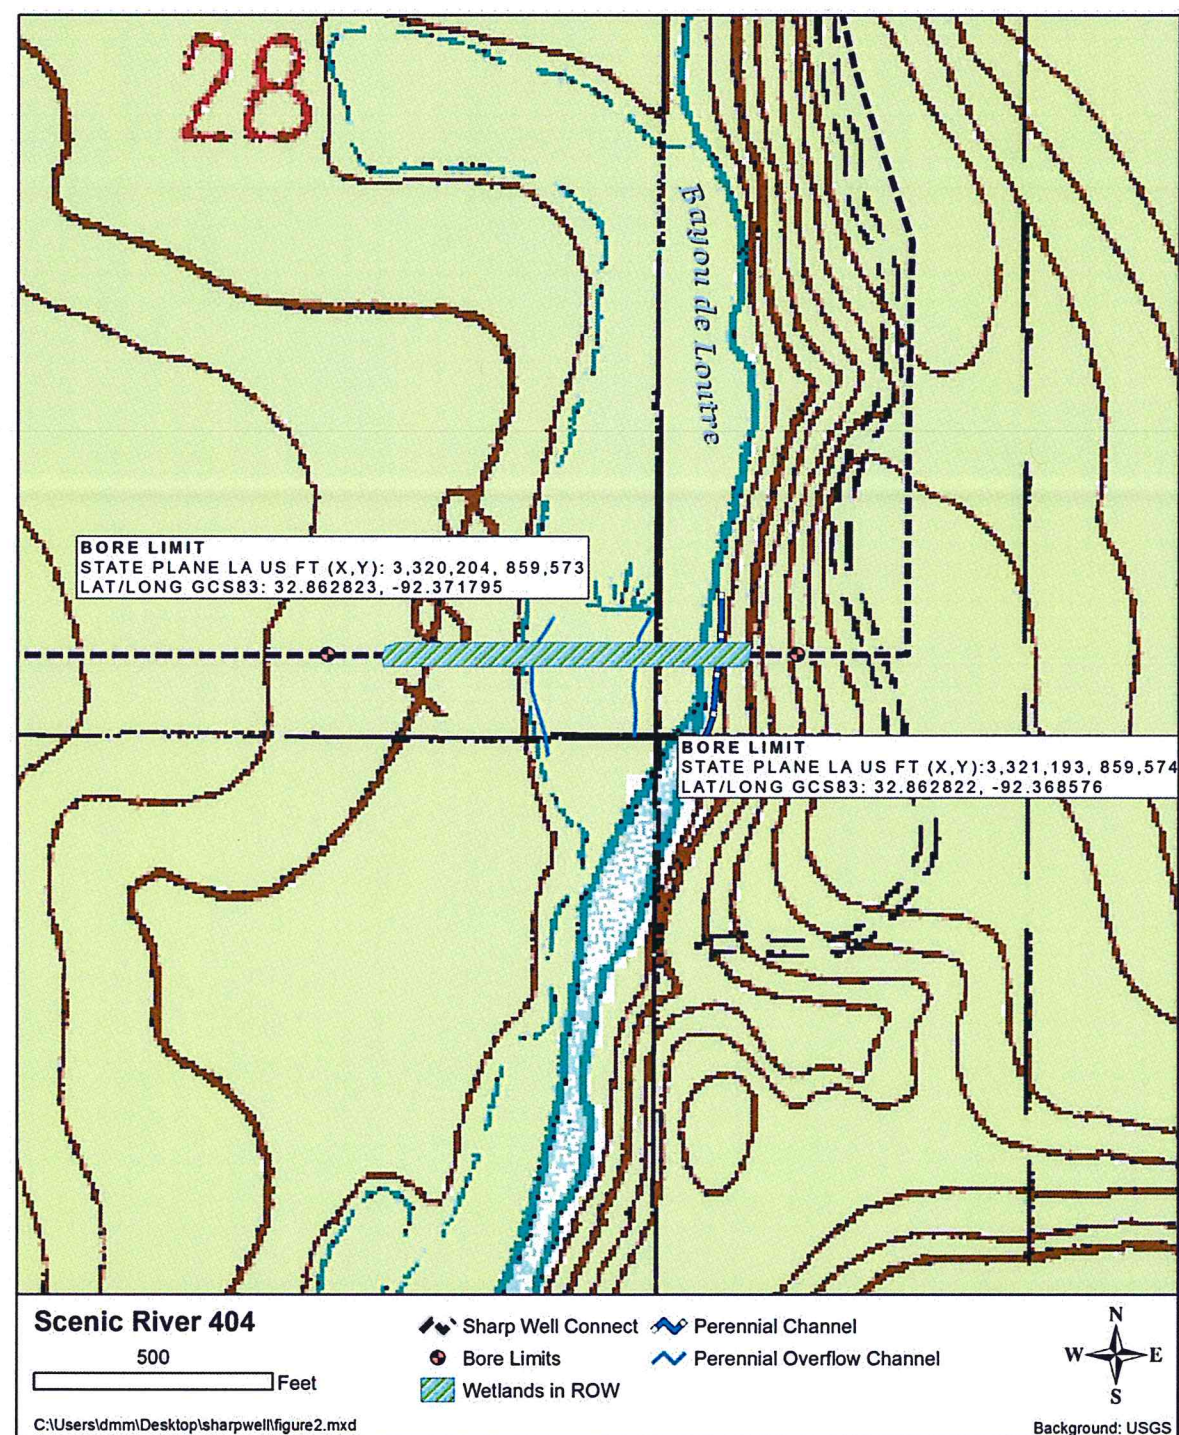 28
Bayou de Loutre
BORE LIMIT
STATE PLANE LA US FT (X,Y): 3,320,204, 859,573
LAT/LONG GCS83: 32.862823, -92.371795
BORE LIMIT
STATE PLANE LA US FT (X,Y):3,321,193, 859,574
LAT/LONG GCS83: 32.862822, -92.368576
Scenic River 404
500
Feet
C:\Users\dmm\Desktop\sharpwell\figure2.mxd
Sharp Well Connect
Bore Limits
Wetlands in ROW
Perennial Channel
Perennial Overflow Channel
N
W E
S
Background: USGS